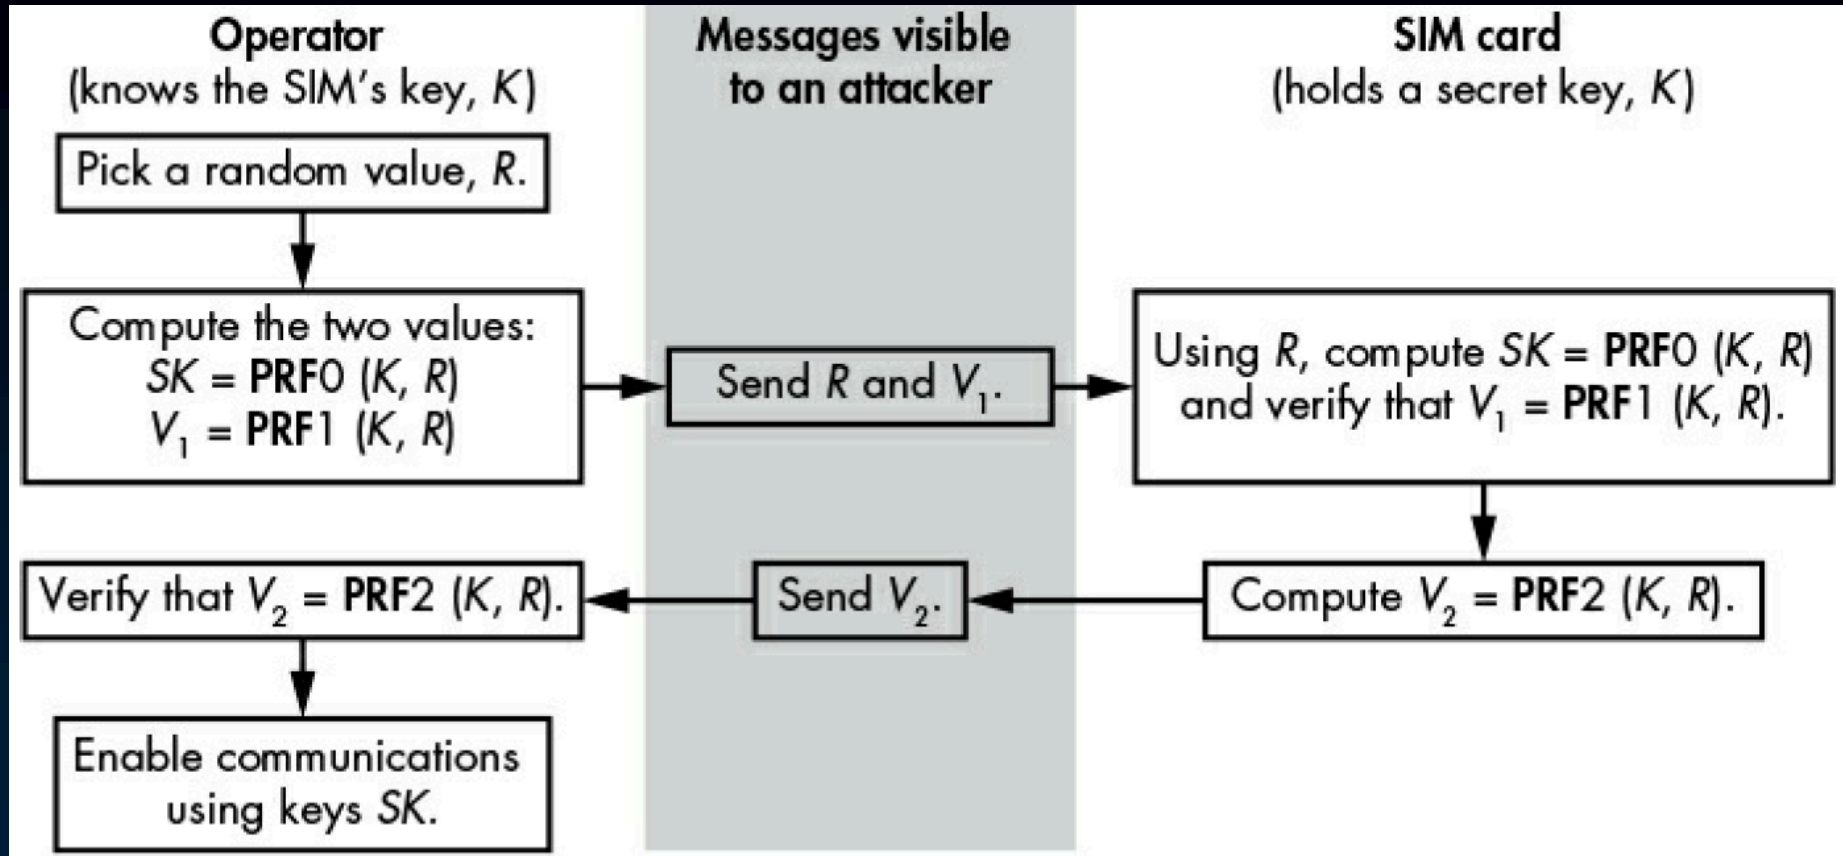 Operator
(knows the SIM's key, K)
Messages visible
to an attacker
SIM card
(holds a secret key, K)
Pick a random value, R.
Compute the two values:
SK = PRF0 (K, R)
V₁ = PRF1 (K, R)
Send R and V₁.
Using R, compute SK = PRF0 (K, R)
and verify that V₁ = PRF1 (K, R).
Verify that V₂ = PRF2 (K, R).
Send V₂.
Compute V₂ = PRF2 (K, R).
Enable communications
using keys SK.